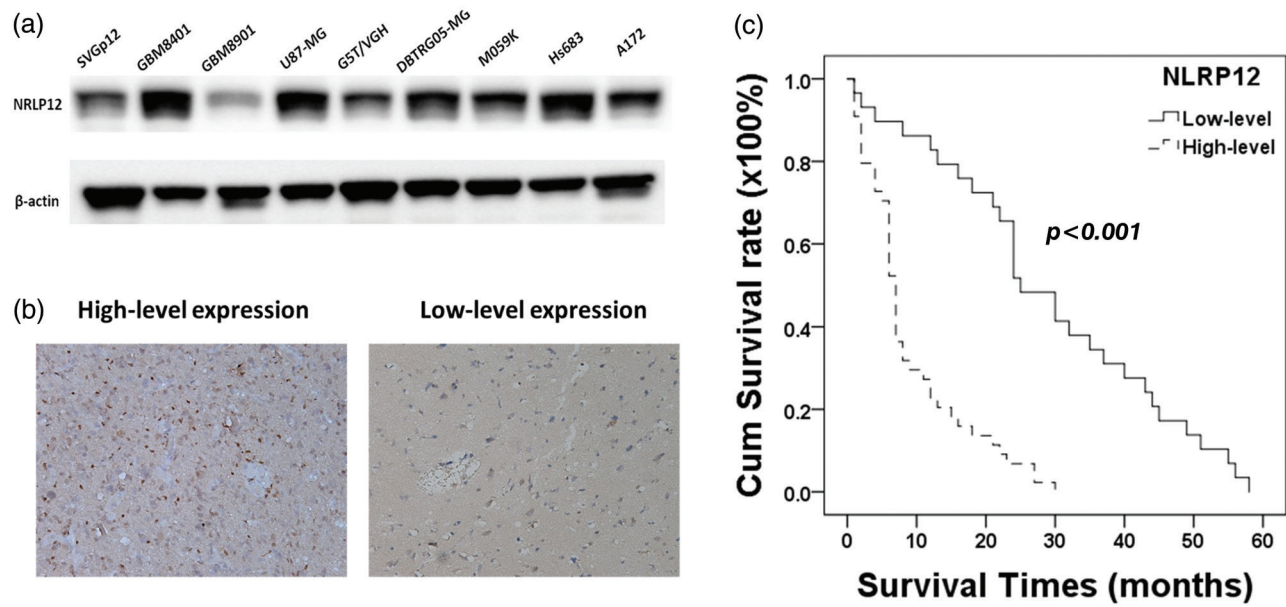 (a)
SVGp12 GBM8401 GBM8901 U87-MG G5T/VGH DBTRG05-MG M059K Hs683 A172
NRLP12
β-actin
(b)
High-level expression Low-level expression
(c)
NLRP12
Low-level
High-level
p<0.001
Cum Survival rate (x100%)
1.0
0.8
0.6
0.4
0.2
0.0
0 10 20 30 40 50 60
Survival Times (months)